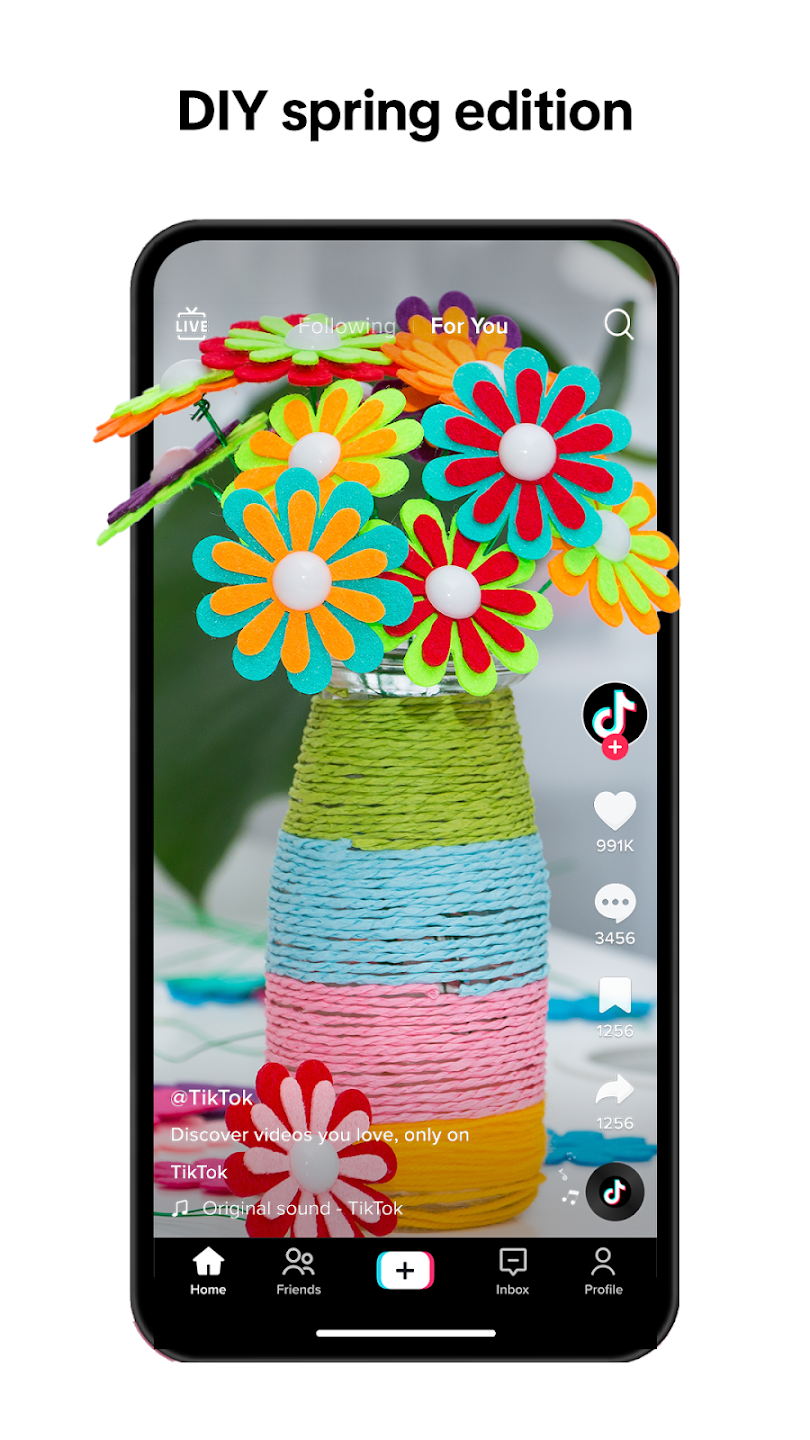 DIY spring edition
LIVE
Following
For You
991K
3456
1256
1256
@TikTok
Discover videos you love, only on
TikTok
Original sound - TikTok
Home
Friends
Inbox
Profile